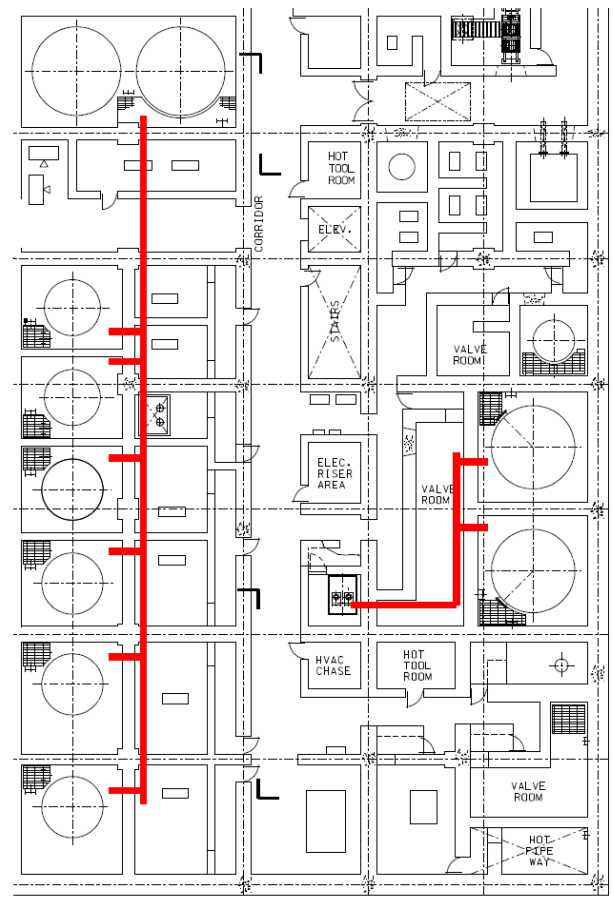 HOT
TOOL
ROOM
CORRIDOR
ELEV.
STAIRS
VALVE
ROOM
ELEC.
RISER
AREA
VALVE
ROOM
HVAC
CHASE
HOT
TOOL
ROOM
VALVE
ROOM
HOT
PIPE
WAY